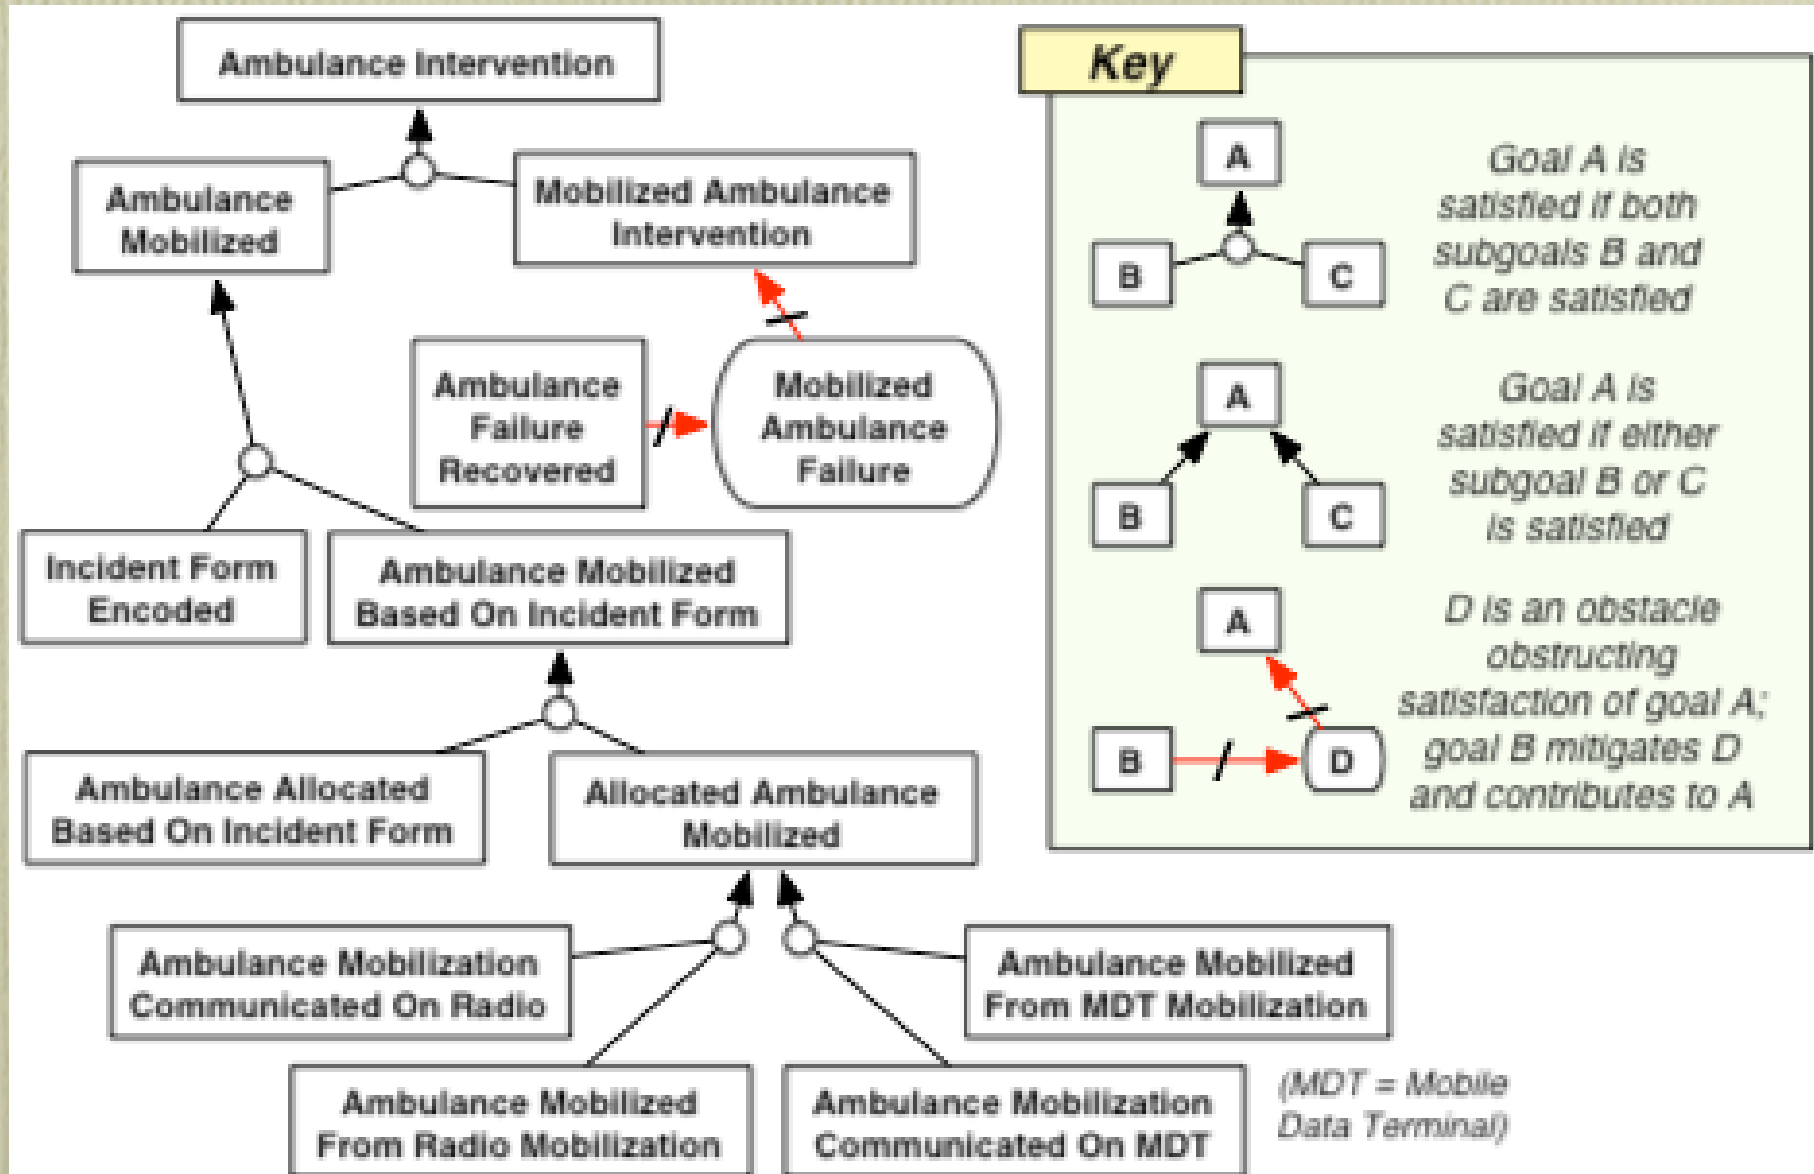 Ambulance Intervention
Ambulance
Mobilized
Mobilized Ambulance
Intervention
Ambulance
Failure
Recovered
Mobilized
Ambulance
Failure
Incident Form
Encoded
Ambulance Mobilized
Based On Incident Form
Ambulance Allocated
Based On Incident Form
Allocated Ambulance
Mobilized
Ambulance Mobilization
Communicated On Radio
Ambulance Mobilized
From MDT Mobilization
Ambulance Mobilized
From Radio Mobilization
Ambulance Mobilization
Communicated On MDT
(MDT = Mobile
Data Terminal)
Key
A
B
C
Goal A is
satisfied if both
subgoals B and
C are satisfied
A
B
C
Goal A is
satisfied if either
subgoal B or C
is satisfied
A
B
D
D is an obstacle
obstructing
satisfaction of goal A;
goal B mitigates D
and contributes to A